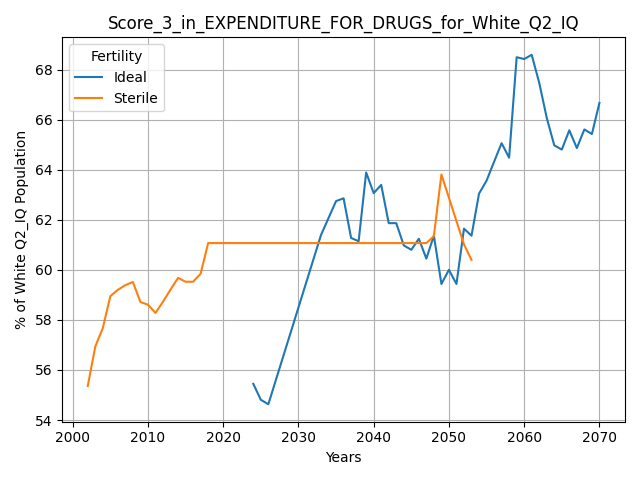 Score_3_in_EXPENDITURE_FOR_DRUGS_for_White_Q2_IQ
Fertility
Ideal
Sterile
% of White Q2_IQ Population
68
66
64
62
60
58
56
54
2000 2010 2020 2030 2040 2050 2060 2070
Years